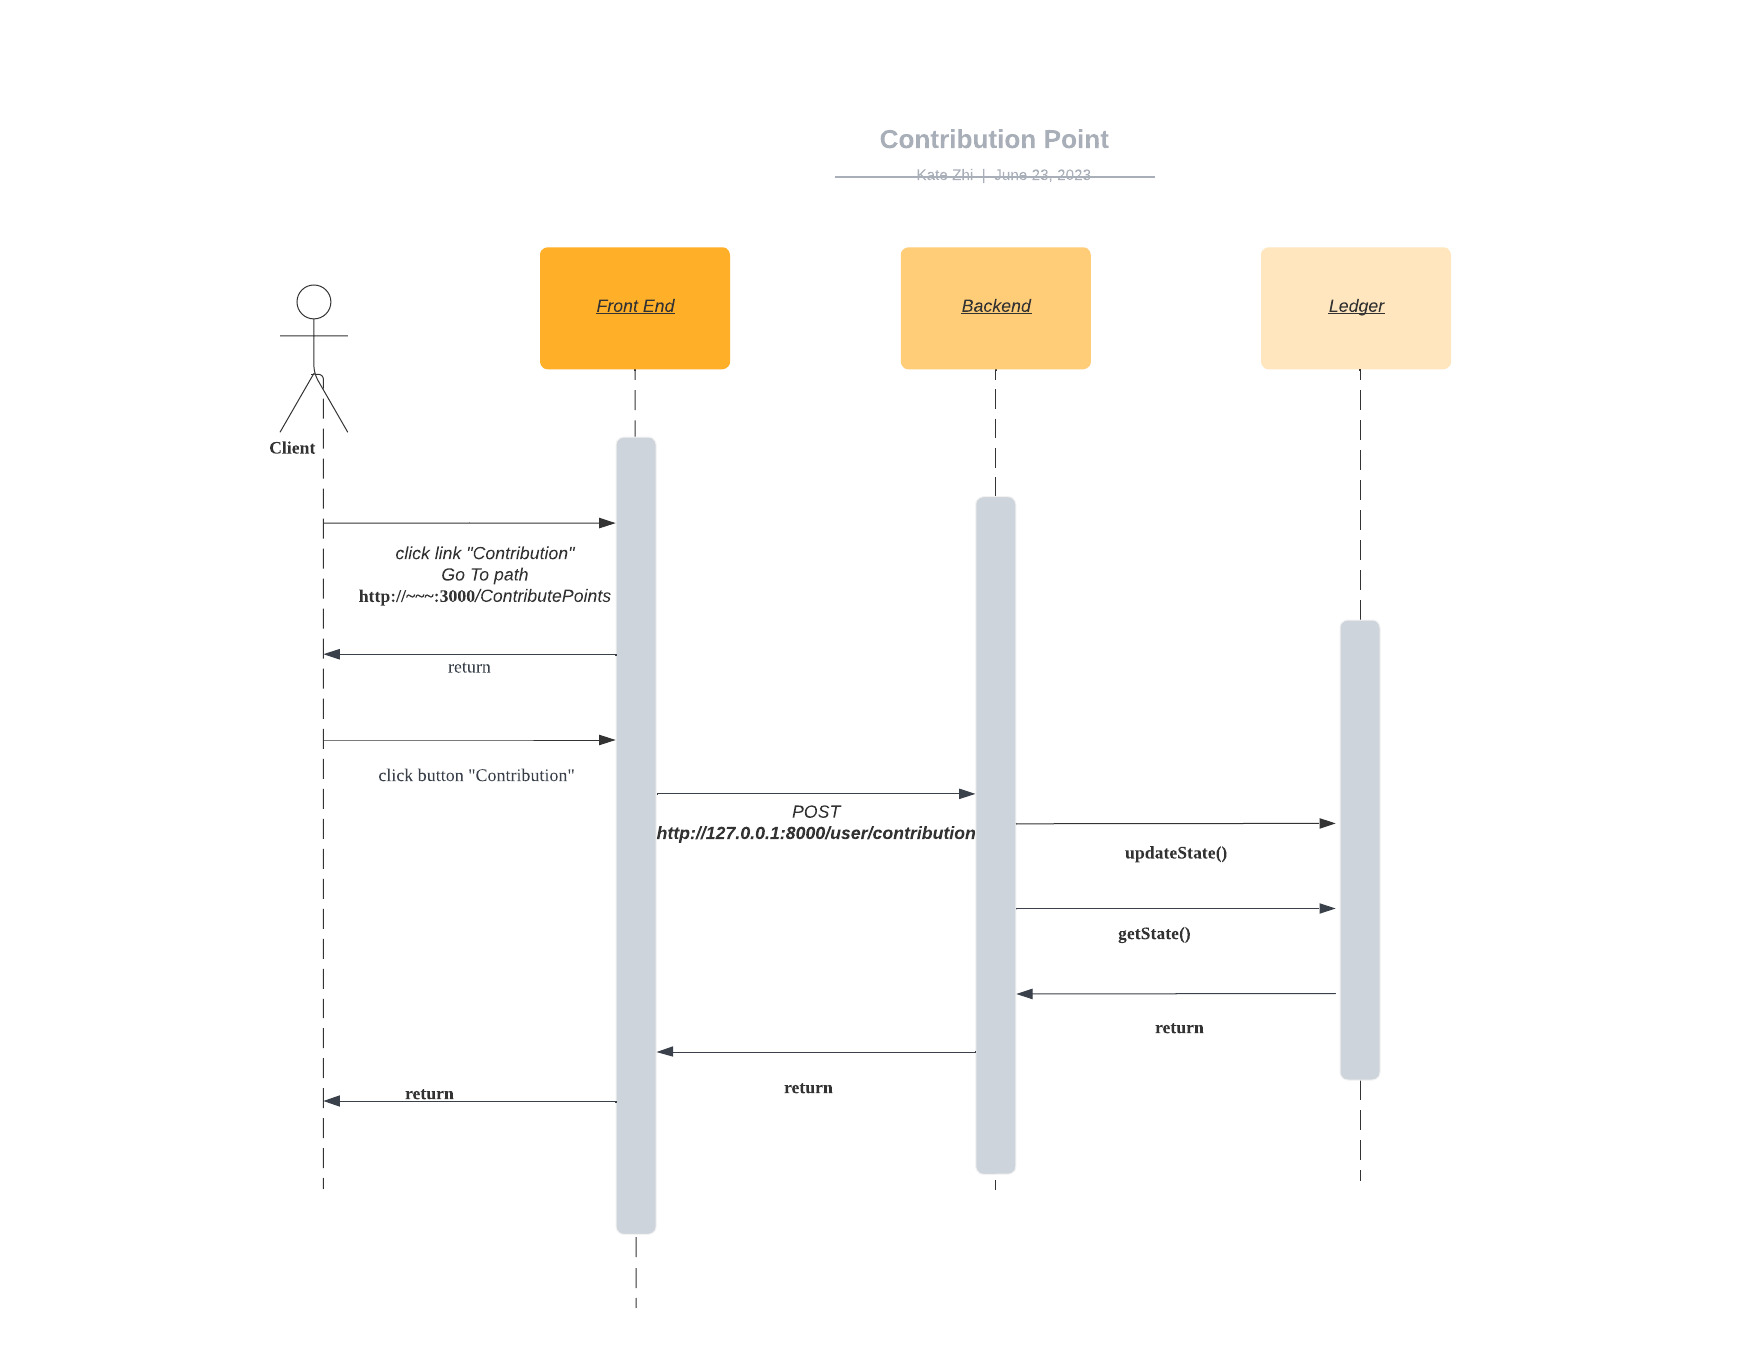 Contribution Point
Kate Zhi | June 23, 2023
Front End
Backend
Ledger
Client
click link "Contribution"
Go To path
http://~~~:3000/ContributePoints
return
click button "Contribution"
POST
http://127.0.0.1:8000/user/contribution
updateState()
getState()
return
return
return